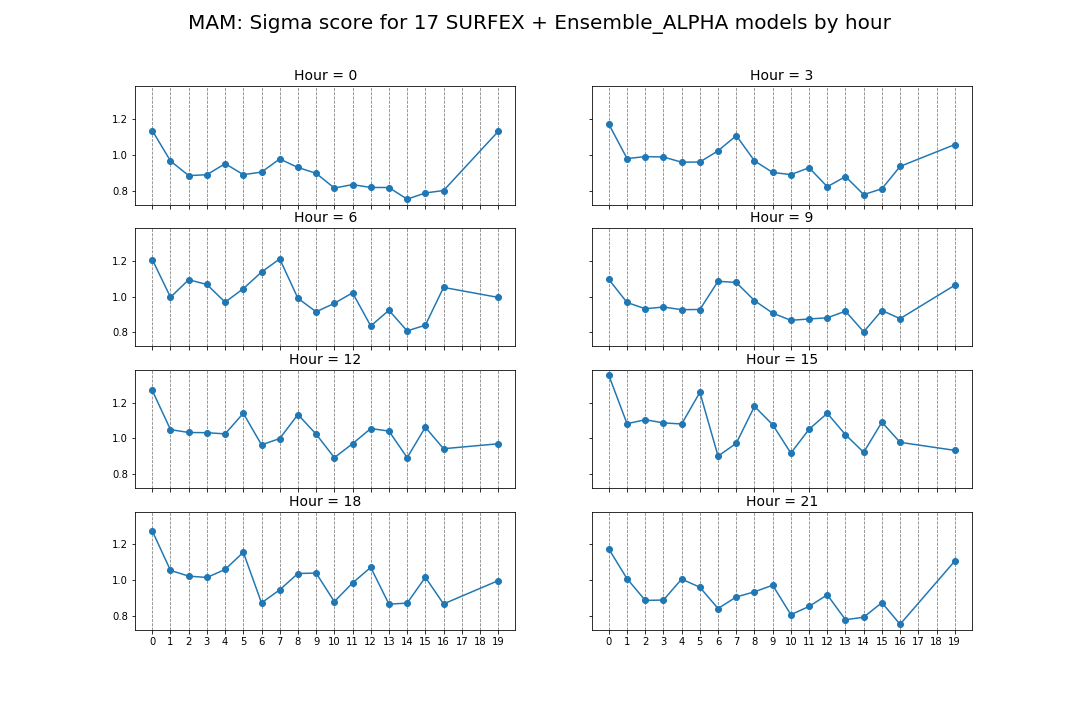 MAM: Sigma score for 17 SURFEX + Ensemble_ALPHA models by hour
Hour = 0
Hour = 3
1.2
1.0
0.8
Hour = 6
Hour = 9
1.2
1.0
0.8
Hour = 12
Hour = 15
1.2
1.0
0.8
Hour = 18
Hour = 21
1.2
1.0
0.8
0 1 2 3 4 5 6 7 8 9 10 11 12 13 14 15 16 17 18 19
0 1 2 3 4 5 6 7 8 9 10 11 12 13 14 15 16 17 18 19